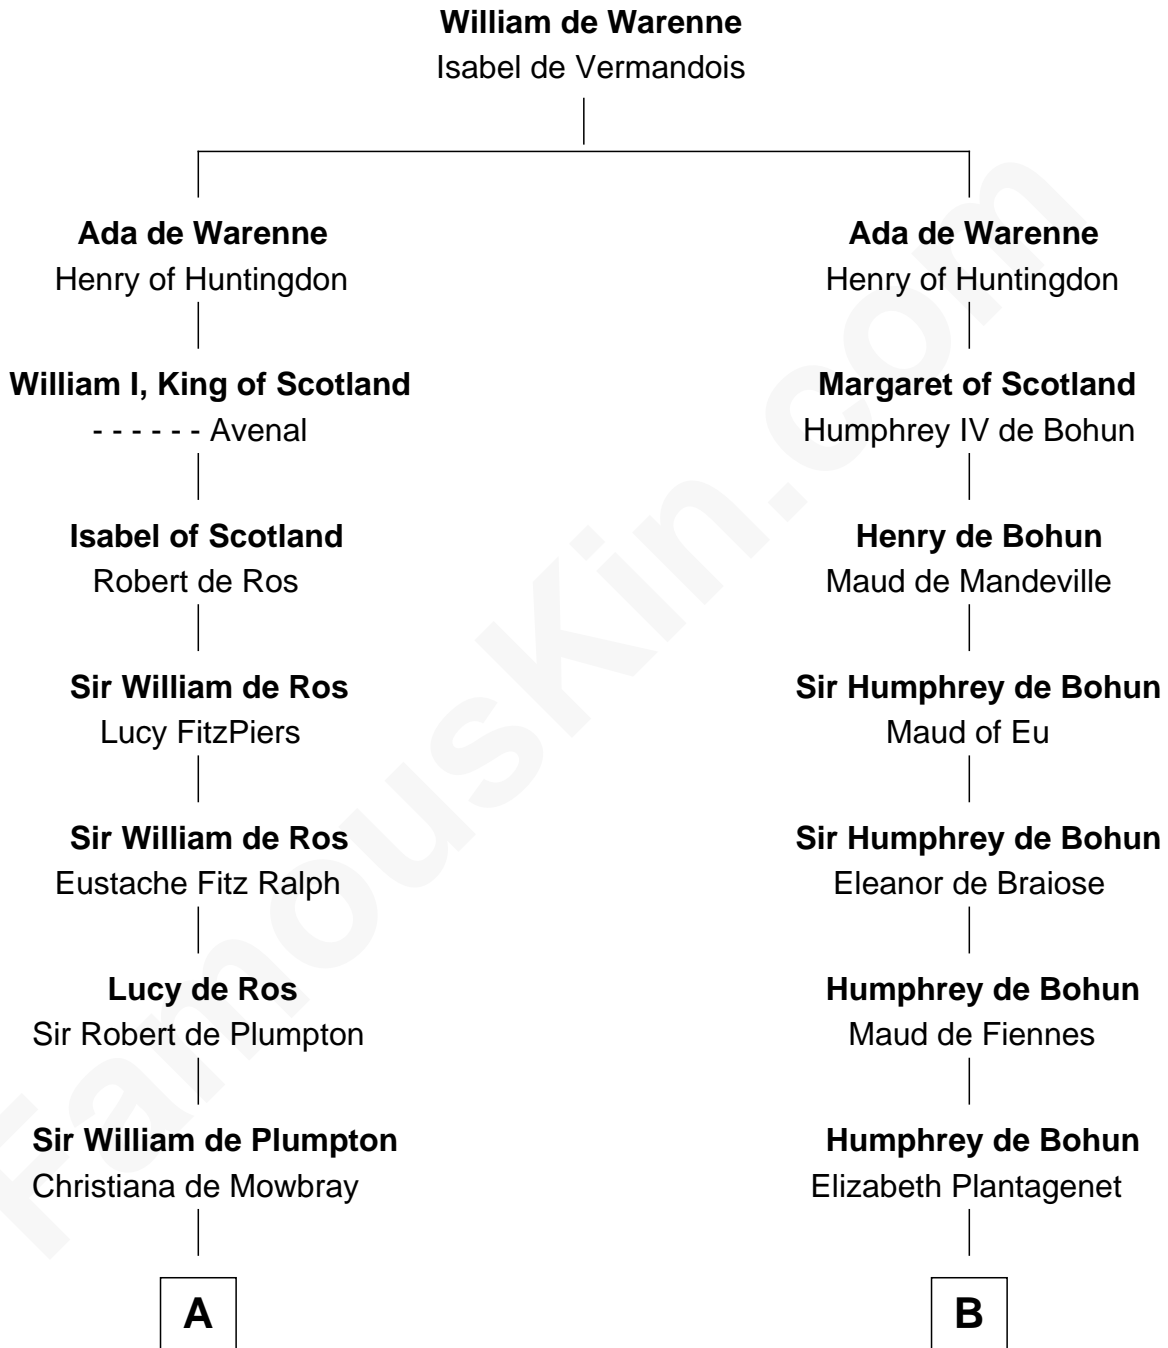 William de Warenne
Isabel de Vermandois
Ada de Warenne
Henry of Huntingdon
William I, King of Scotland
- - - - - - Avenal
Isabel of Scotland
Robert de Ros
Sir William de Ros
Lucy FitzPiers
Sir William de Ros
Eustache Fitz Ralph
Lucy de Ros
Sir Robert de Plumpton
Sir William de Plumpton
Christiana de Mowbray
A
Ada de Warenne
Henry of Huntingdon
Margaret of Scotland
Humphrey IV de Bohun
Henry de Bohun
Maud de Mandeville
Sir Humphrey de Bohun
Maud of Eu
Sir Humphrey de Bohun
Eleanor de Braiose
Humphrey de Bohun
Maud de Fiennes
Humphrey de Bohun
Elizabeth Plantagenet
B
FamousKin.com